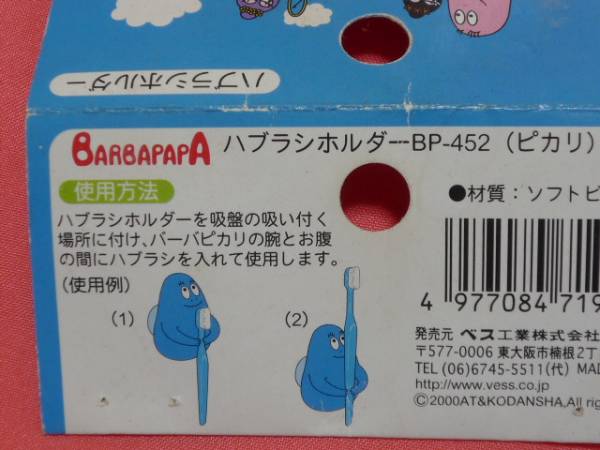 ハブラシホルダー
BARBAPAPA ハブラシホルダーBP-452（ピカリ）
使用方法
ハブラシホルダーを吸盤の吸い付く
場所に付け、バーバピカリの腕とお腹
の間にハブラシを入れて使用します。
（使用例）
（1）
（2）
●材質：ソフトビ
4 977084 719
発売元 ベス工業株式会社
〒577-0006 東大阪市楠根2丁
TEL (06)6745-5511(代) MAD
http://www.vess.co.jp
©2000AT&KODANSHA,All rig